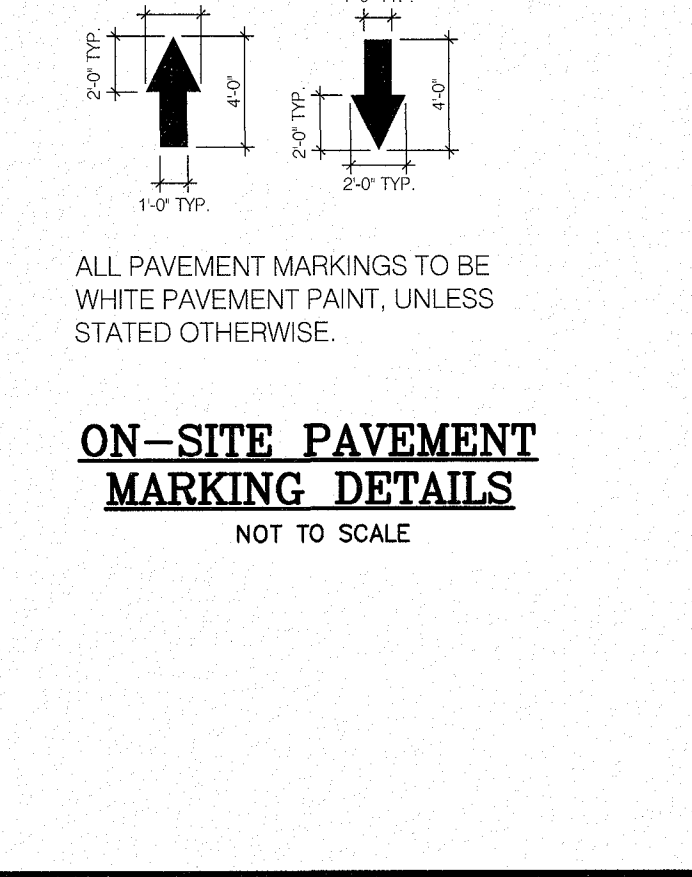 2'-0" TYP.
4'-0"
1'-0" TYP.
2'-0" TYP.
4'-0"
2'-0" TYP.
ALL PAVEMENT MARKINGS TO BE
WHITE PAVEMENT PAINT, UNLESS
STATED OTHERWISE.
ON-SITE PAVEMENT
MARKING DETAILS
NOT TO SCALE